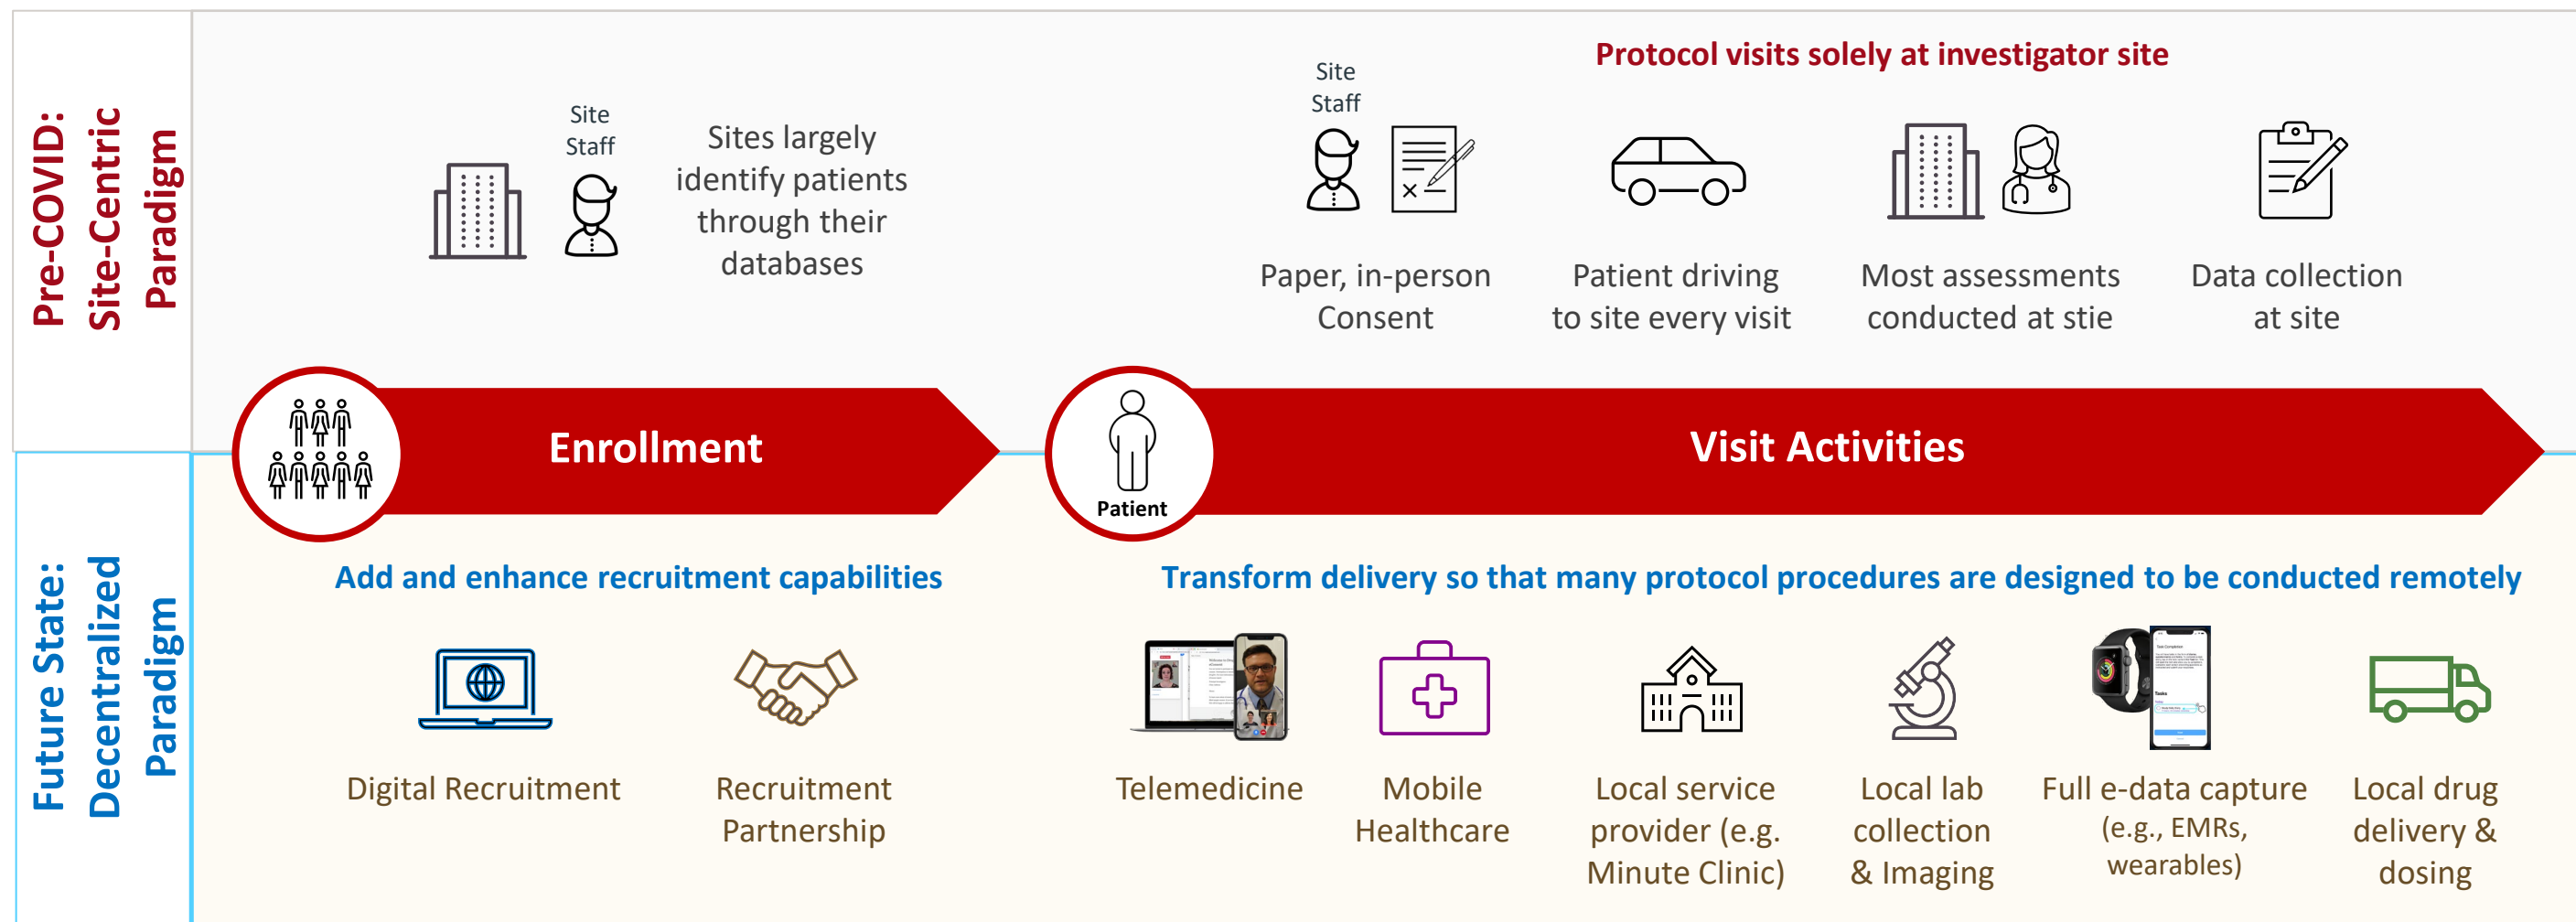 Pre-COVID:
Site-Centric
Paradigm
Site
Staff
Sites largely
identify patients
through their
databases
Protocol visits solely at investigator site
Site
Staff
Paper, in-person
Consent
Patient driving
to site every visit
Most assessments
conducted at stie
Data collection
at site
Enrollment
Patient
Visit Activities
Future State:
Decentralized
Paradigm
Add and enhance recruitment capabilities
Digital Recruitment
Recruitment
Partnership
Transform delivery so that many protocol procedures are designed to be conducted remotely
Telemedicine
Mobile
Healthcare
Local service
provider (e.g.
Minute Clinic)
Local lab
collection
& Imaging
Task Completion
Tasks
Full e-data capture
(e.g., EMRs,
wearables)
Local drug
delivery &
dosing